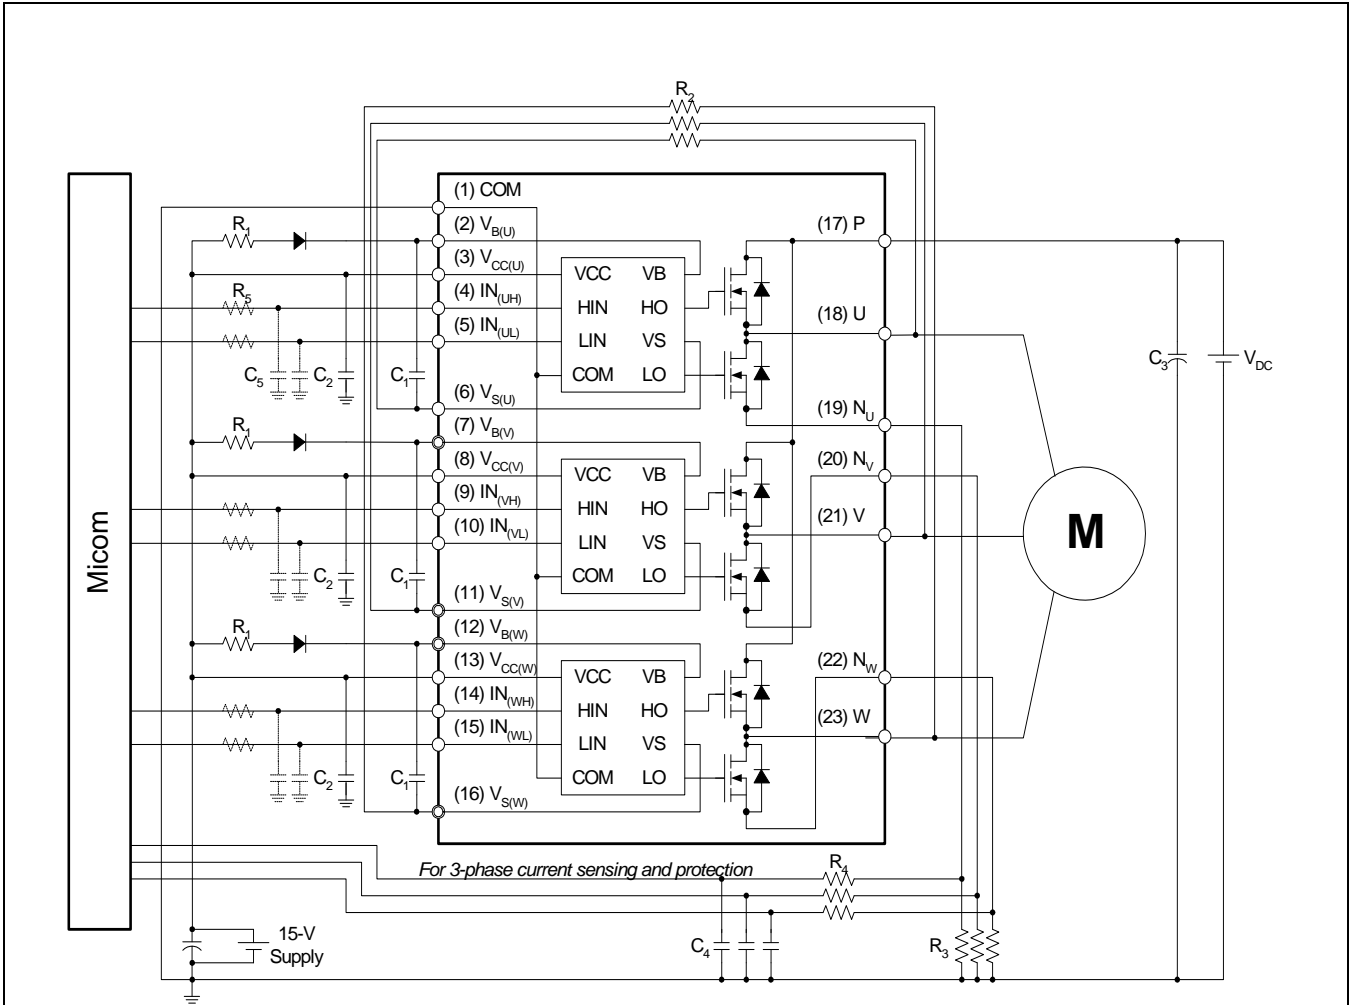 R2
(1) COM
(2) VB(U)
(3) VCC(U)
(4) IN(UH)
(5) IN(UL)
(6) VS(U)
(7) VB(V)
(8) VCC(V)
(9) IN(VH)
(10) IN(VL)
(11) VS(V)
(12) VB(W)
(13) VCC(W)
(14) IN(WH)
(15) IN(WL)
(16) VS(W)
(17) P
(18) U
(19) NU
(20) NV
(21) V
(22) NW
(23) W
R1
R5
C5
C2
C1
R1
C2
C1
R1
C2
C1
VCC VB
HIN HO
LIN VS
COM LO
VCC VB
HIN HO
LIN VS
COM LO
VCC VB
HIN HO
LIN VS
COM LO
Micom
M
C3
VDC
For 3-phase current sensing and protection
R4
C4
R3
15-V
Supply